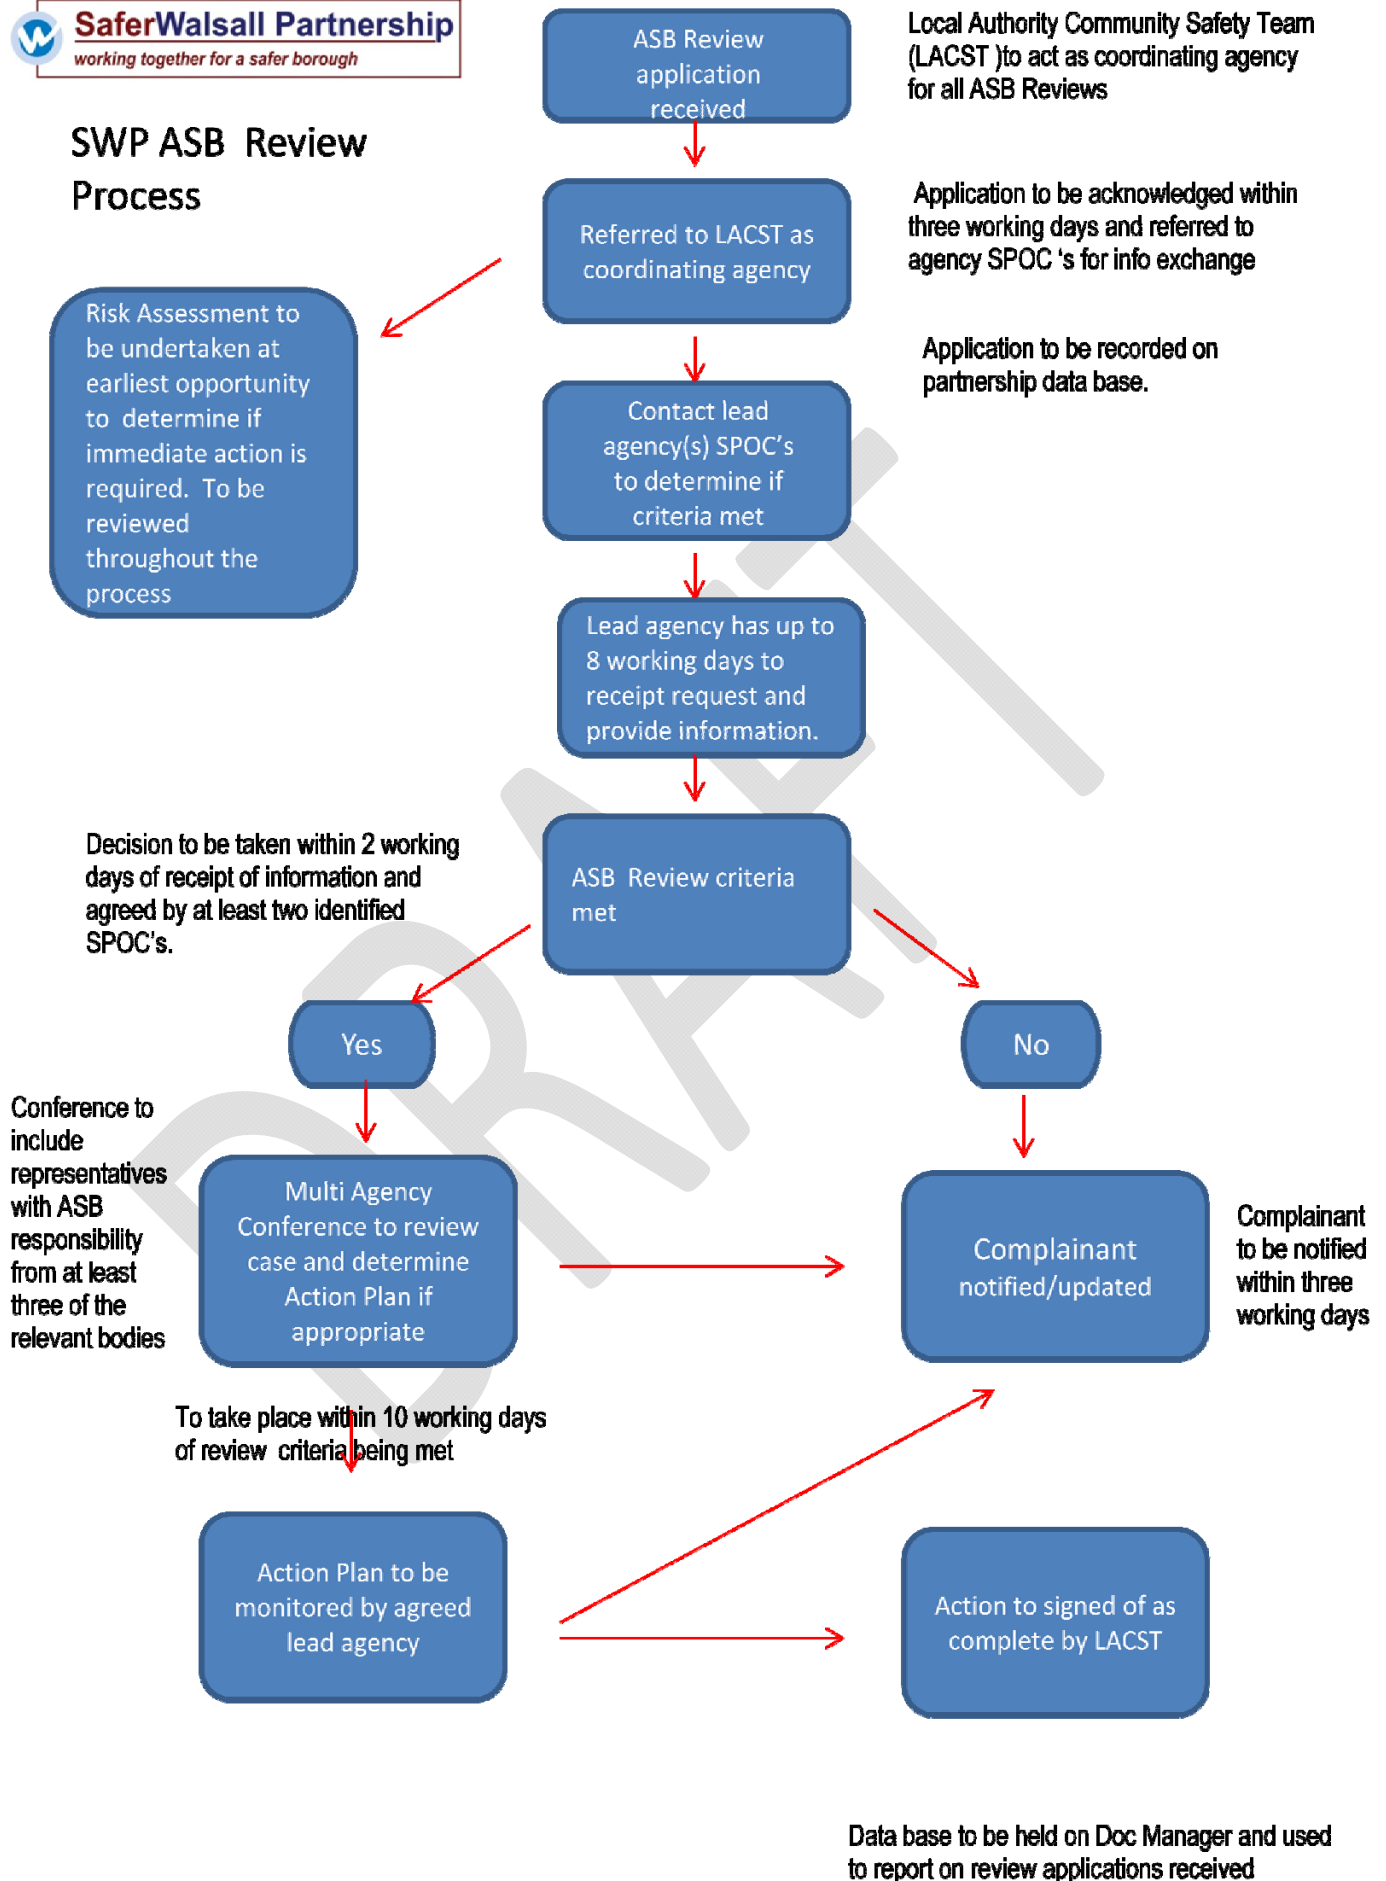 SaferWalsall Partnership
working together for a safer borough
SWP ASB  Review
Process
ASB Review
application
received
Local Authority Community Safety Team
(LACST )to act as coordinating agency
for all ASB Reviews
Referred to LACST as
coordinating agency
Application to be acknowledged within
three working days and referred to
agency SPOC 's for info exchange
Risk Assessment to
be undertaken at
earliest opportunity
to  determine if
immediate action is
required.  To be
reviewed
throughout the
process
Application to be recorded on
partnership data base.
Contact lead
agency(s) SPOC's
to determine if
criteria met
Lead agency has up to
8 working days to
receipt request and
provide information.
Decision to be taken within 2 working
days of receipt of information and
agreed by at least two identified
SPOC's.
ASB  Review criteria
met
Yes
No
Conference to
include
representatives
with ASB
responsibility
from at least
three of the
relevant bodies
Multi Agency
Conference to review
case and determine
Action Plan if
appropriate
Complainant
notified/updated
Complainant
to be notified
within three
working days
To take place within 10 working days
of review  criteria being met
Action Plan to be
monitored by agreed
lead agency
Action to signed of as
complete by LACST
Data base to be held on Doc Manager and used
to report on review applications received
DRAFT